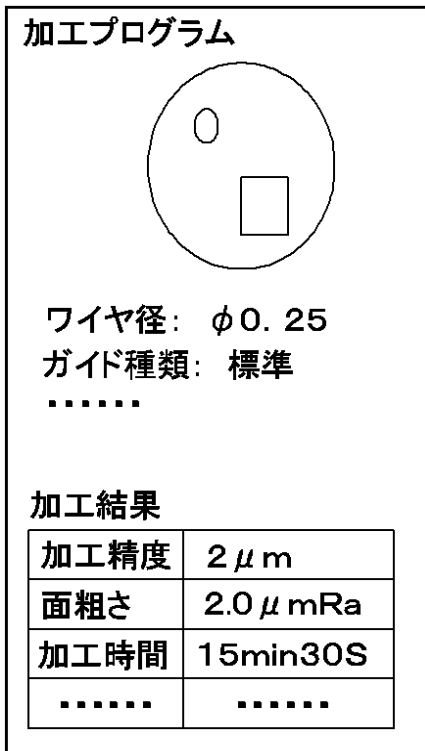 加工プログラム
ワイヤ径： φ0．25
ガイド種類： 標準
・・・・・・
加工結果
加工精度 2μm
面粗さ 2.0μmRa
加工時間 15min30S
・・・・・・ ・・・・・・